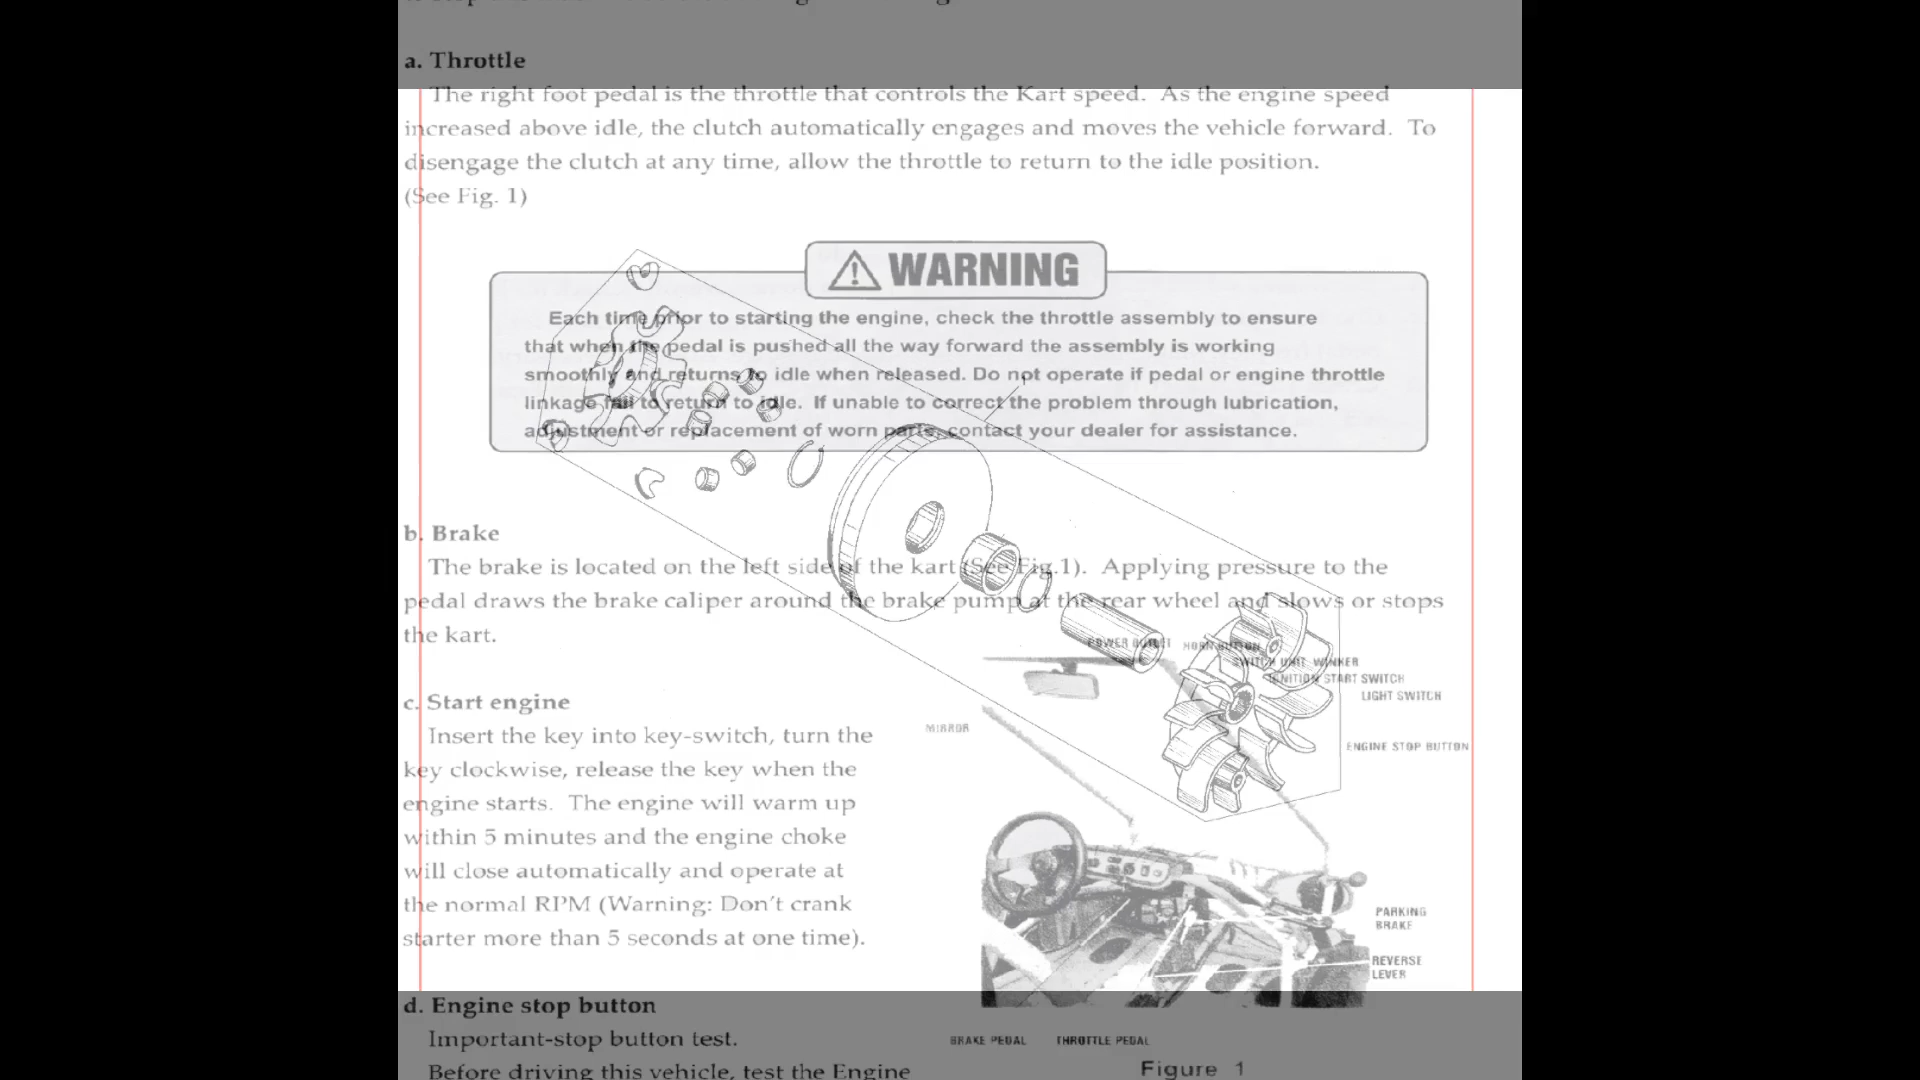 a. Throttle
The right foot pedal is the throttle that controls the Kart speed. As the engine speed
increased above idle, the clutch automatically engages and moves the vehicle forward. To
disengage the clutch at any time, allow the throttle to return to the idle position.
(See Fig. 1)
WARNING
Each time prior to starting the engine, check the throttle assembly to ensure
that when the pedal is pushed all the way forward the assembly is working
smoothly and returns to idle when released. Do not operate if pedal or engine throttle
linkage fail to return to idle. If unable to correct the problem through lubrication,
adjustment or replacement of worn parts, contact your dealer for assistance.
b. Brake
The brake is located on the left side of the kart (See Fig.1). Applying pressure to the
pedal draws the brake caliper around the brake pump at the rear wheel and slows or stops
the kart.
c. Start engine
Insert the key into key-switch, turn the
key clockwise, release the key when the
engine starts. The engine will warm up
within 5 minutes and the engine choke
will close automatically and operate at
the normal RPM (Warning: Don't crank
starter more than 5 seconds at one time).
POWER OUTLET
HORN BUTTON
SWITCH UNIT WINKER
IGNITION START SWITCH
LIGHT SWITCH
MIRROR
ENGINE STOP BUTTON
PARKING
BRAKE
REVERSE
LEVER
d. Engine stop button
Important-stop button test.
Before driving this vehicle, test the Engine
BRAKE PEDAL
THROTTLE PEDAL
Figure 1